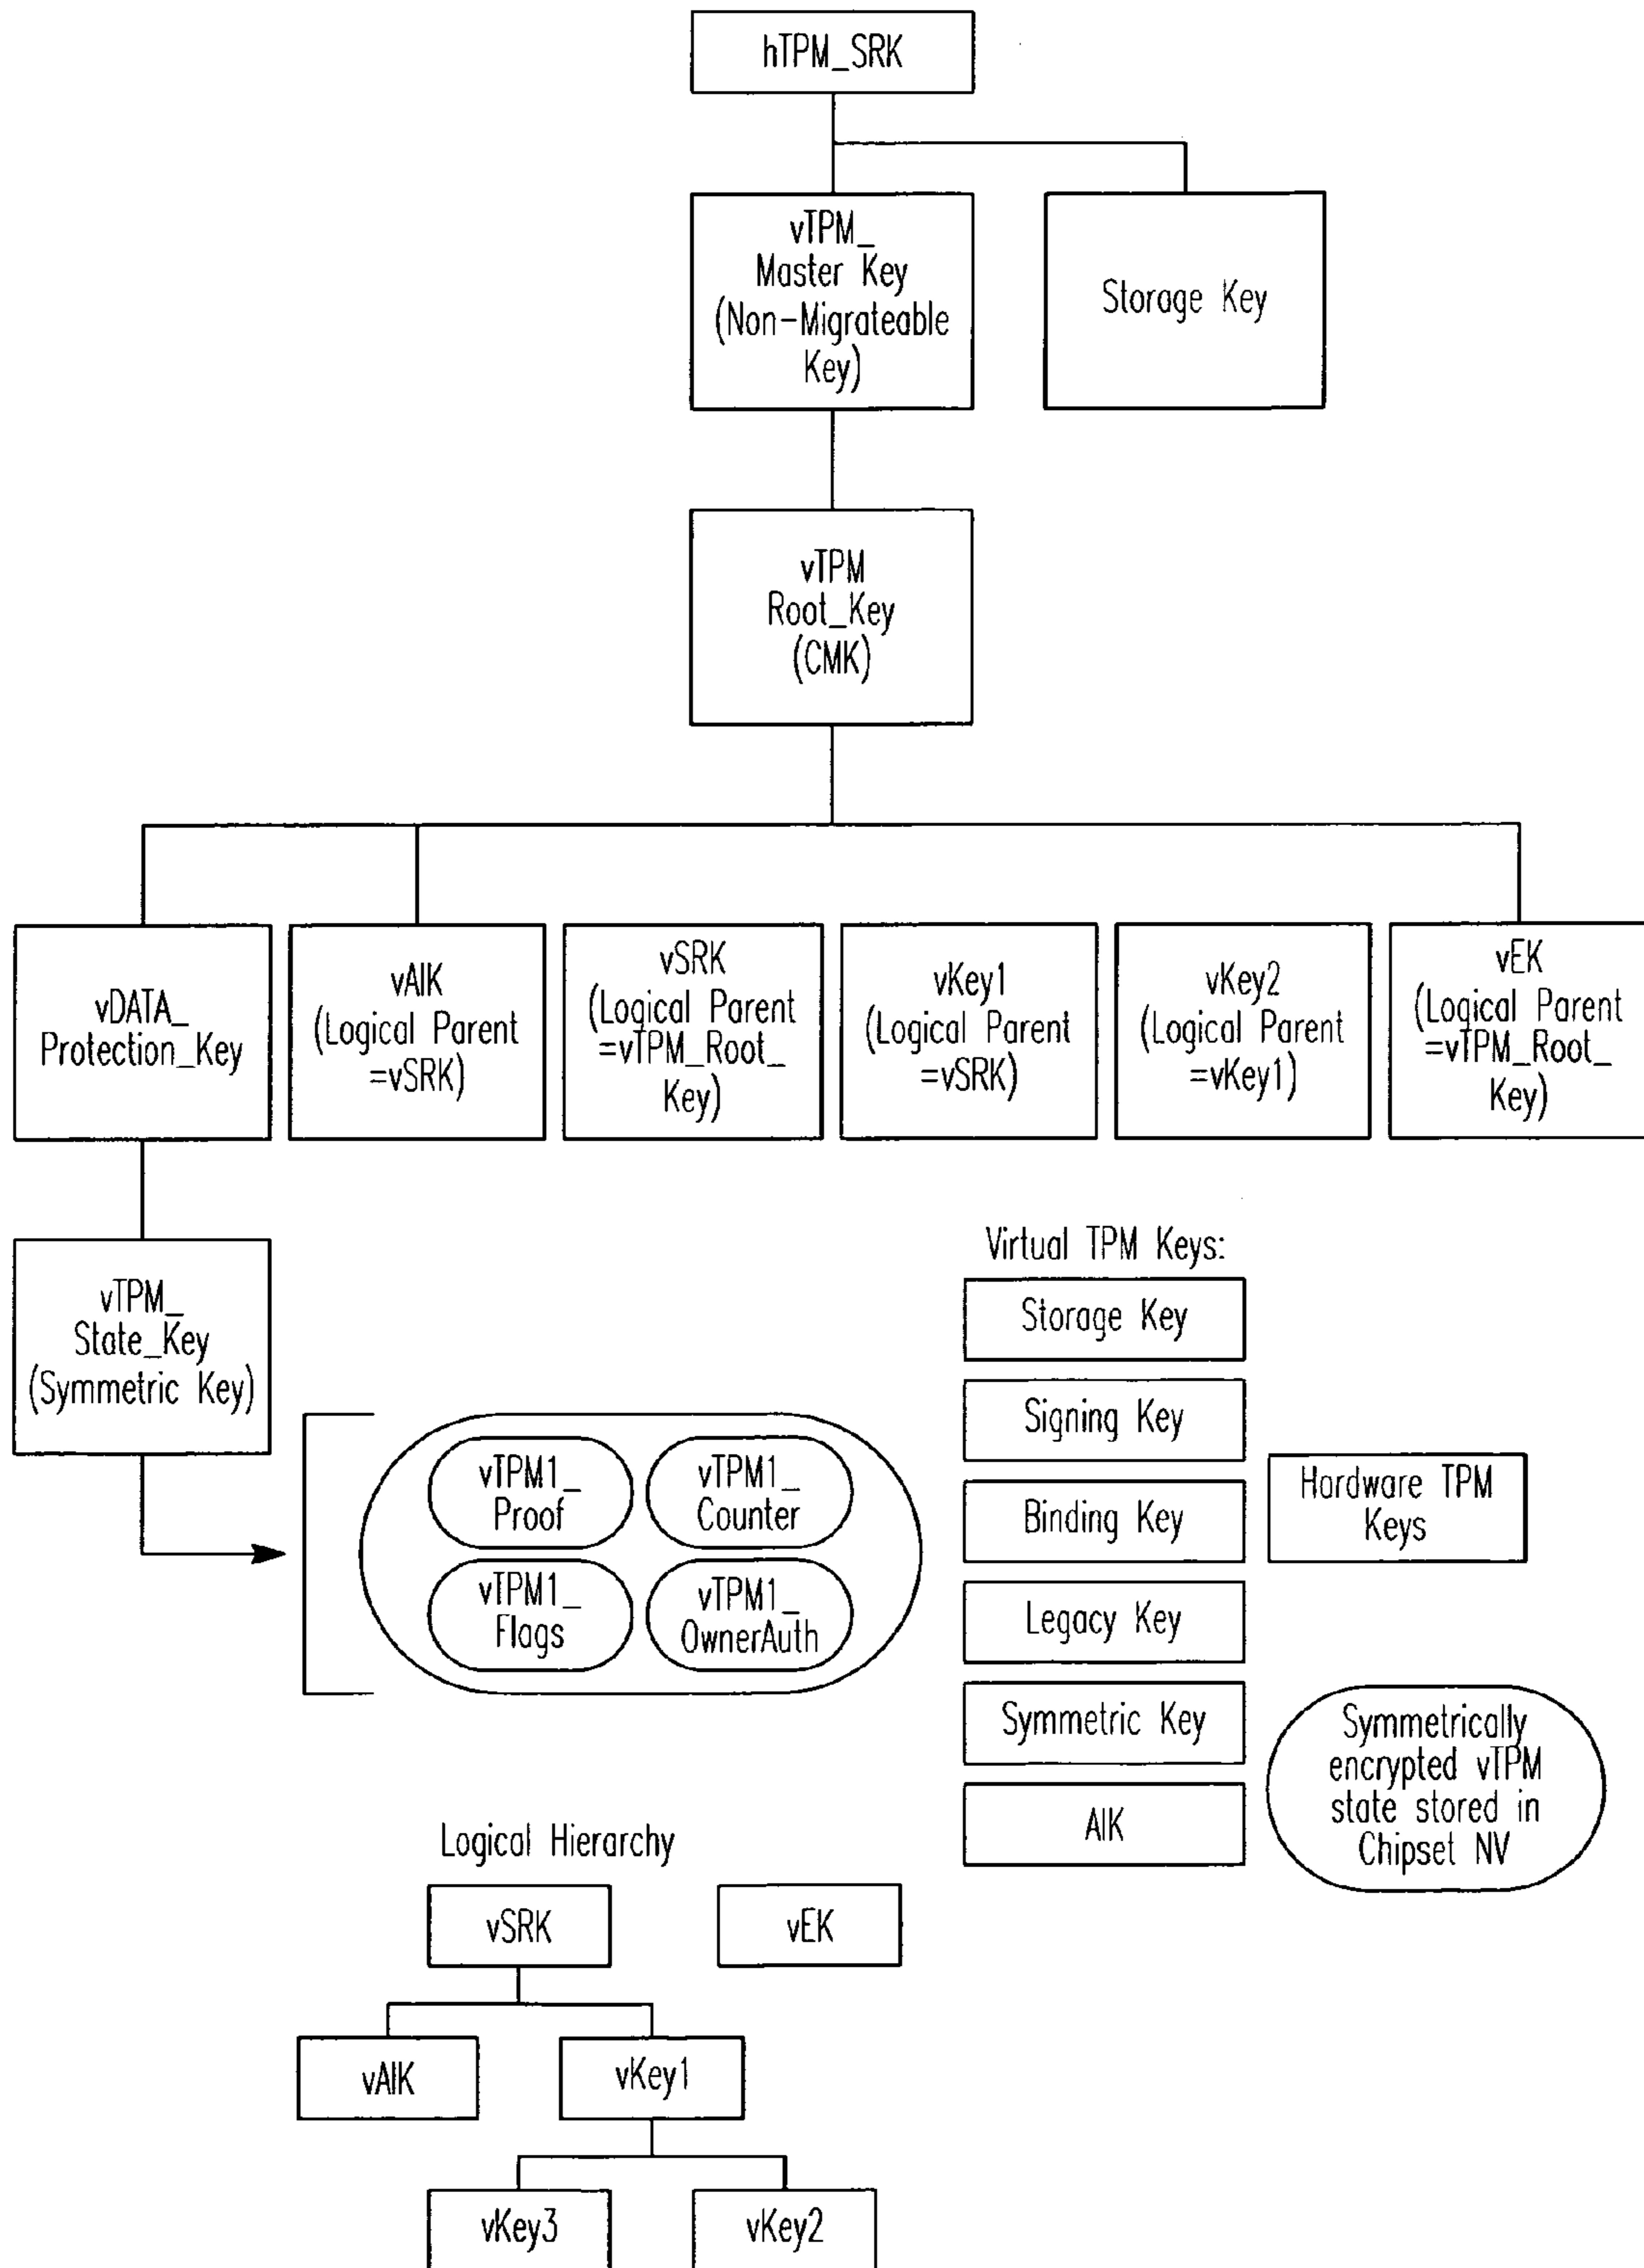 hTPM_SRK
vTPM_
Master Key
(Non-Migrateable
Key)
Storage Key
vTPM
Root_Key
(CMK)
vDATA_
Protection_Key
vAIK
(Logical Parent
=vSRK)
vSRK
(Logical Parent
=vTPM_Root_
Key)
vKey1
(Logical Parent
=vSRK)
vKey2
(Logical Parent
=vKey1)
vEK
(Logical Parent
=vTPM_Root_
Key)
vTPM_
State_Key
(Symmetric Key)
vTPM1_
Proof
vTPM1_
Counter
vTPM1_
Flags
vTPM1_
OwnerAuth
Virtual TPM Keys:
Storage Key
Signing Key
Binding Key
Legacy Key
Symmetric Key
AIK
Hardware TPM
Keys
Symmetrically
encrypted vTPM
state stored in
Chipset NV
Logical Hierarchy
vSRK
vEK
vAIK
vKey1
vKey3
vKey2